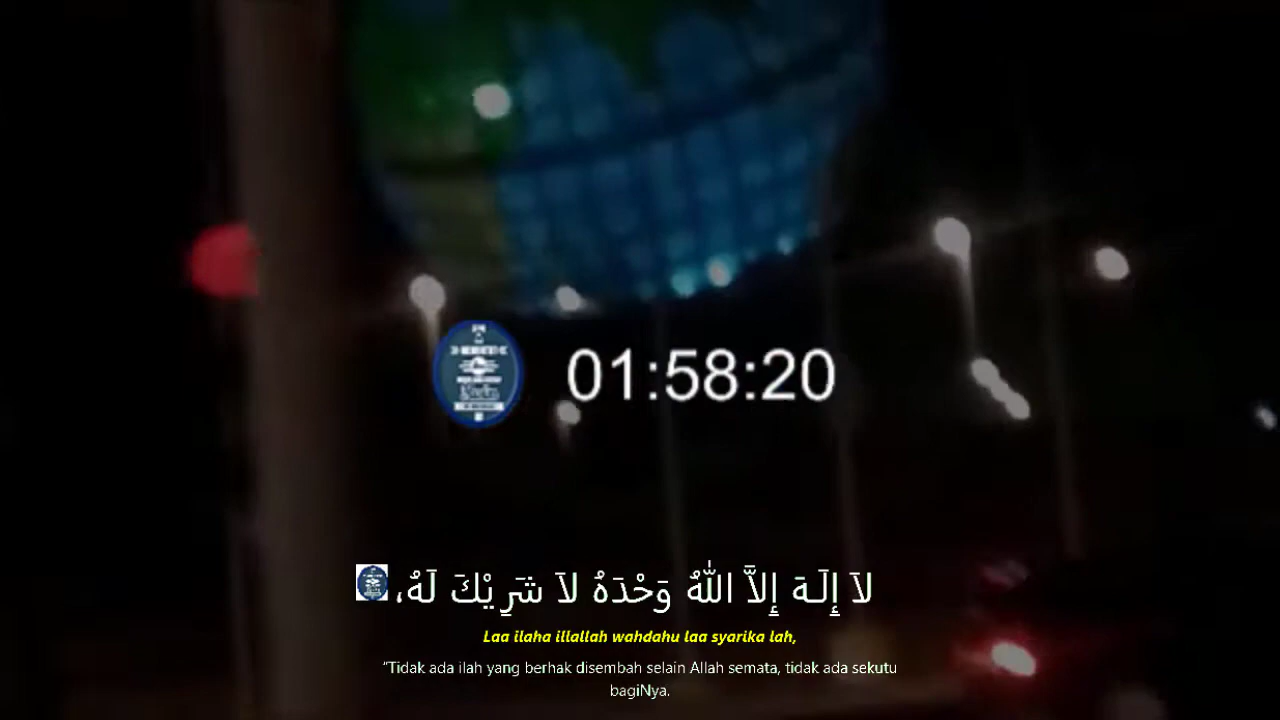 01:58:20
لاَ إِلَـهَ إِلاَّ اللهُ وَحْدَهُ لاَ شَرِيْكَ لَهُ،
Laa ilaha illallah wahdahu laa syarika lah,
“Tidak ada ilah yang berhak disembah selain Allah semata, tidak ada sekutu
bagiNya.